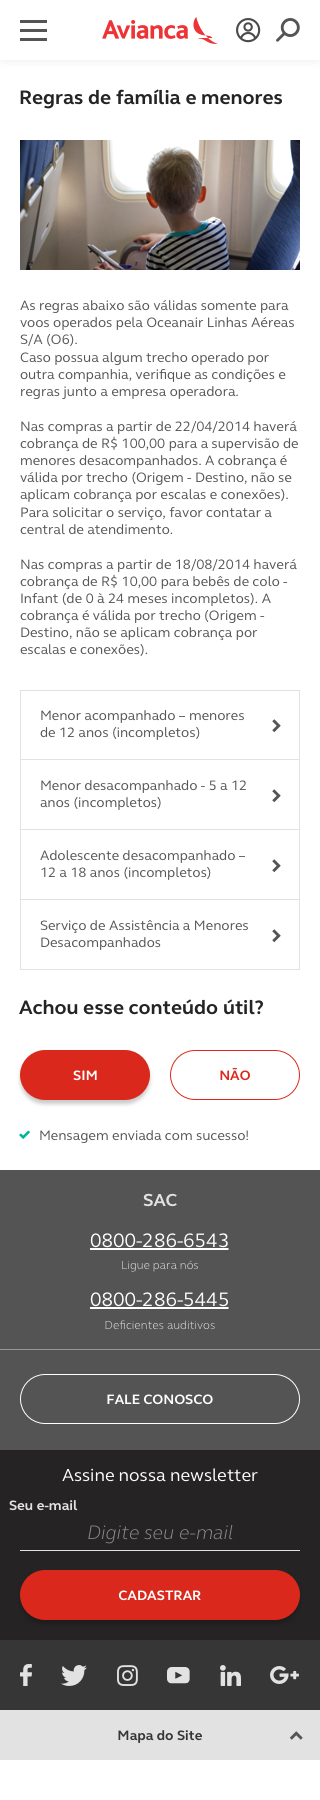 Avianca
Regras de família e menores
As regras abaixo são válidas somente para
voos operados pela Oceanair Linhas Aéreas
S/A (O6).
Caso possua algum trecho operado por
outra companhia, verifique as condições e
regras junto a empresa operadora.
Nas compras a partir de 22/04/2014 haverá
cobrança de R$ 100,00 para a supervisão de
menores desacompanhados. A cobrança é
válida por trecho (Origem - Destino, não se
aplicam cobrança por escalas e conexões).
Para solicitar o serviço, favor contatar a
central de atendimento.
Nas compras a partir de 18/08/2014 haverá
cobrança de R$ 10,00 para bebês de colo -
Infant (de 0 à 24 meses incompletos). A
cobrança é válida por trecho (Origem -
Destino, não se aplicam cobrança por
escalas e conexões).
Menor acompanhado – menores
de 12 anos (incompletos)
Menor desacompanhado - 5 a 12
anos (incompletos)
Adolescente desacompanhado –
12 a 18 anos (incompletos)
Serviço de Assistência a Menores
Desacompanhados
Achou esse conteúdo útil?
SIM NÃO
Mensagem enviada com sucesso!
SAC
0800-286-6543
Ligue para nós
0800-286-5445
Deficientes auditivos
FALE CONOSCO
Assine nossa newsletter
Seu e-mail
Digite seu e-mail
CADASTRAR
Mapa do Site